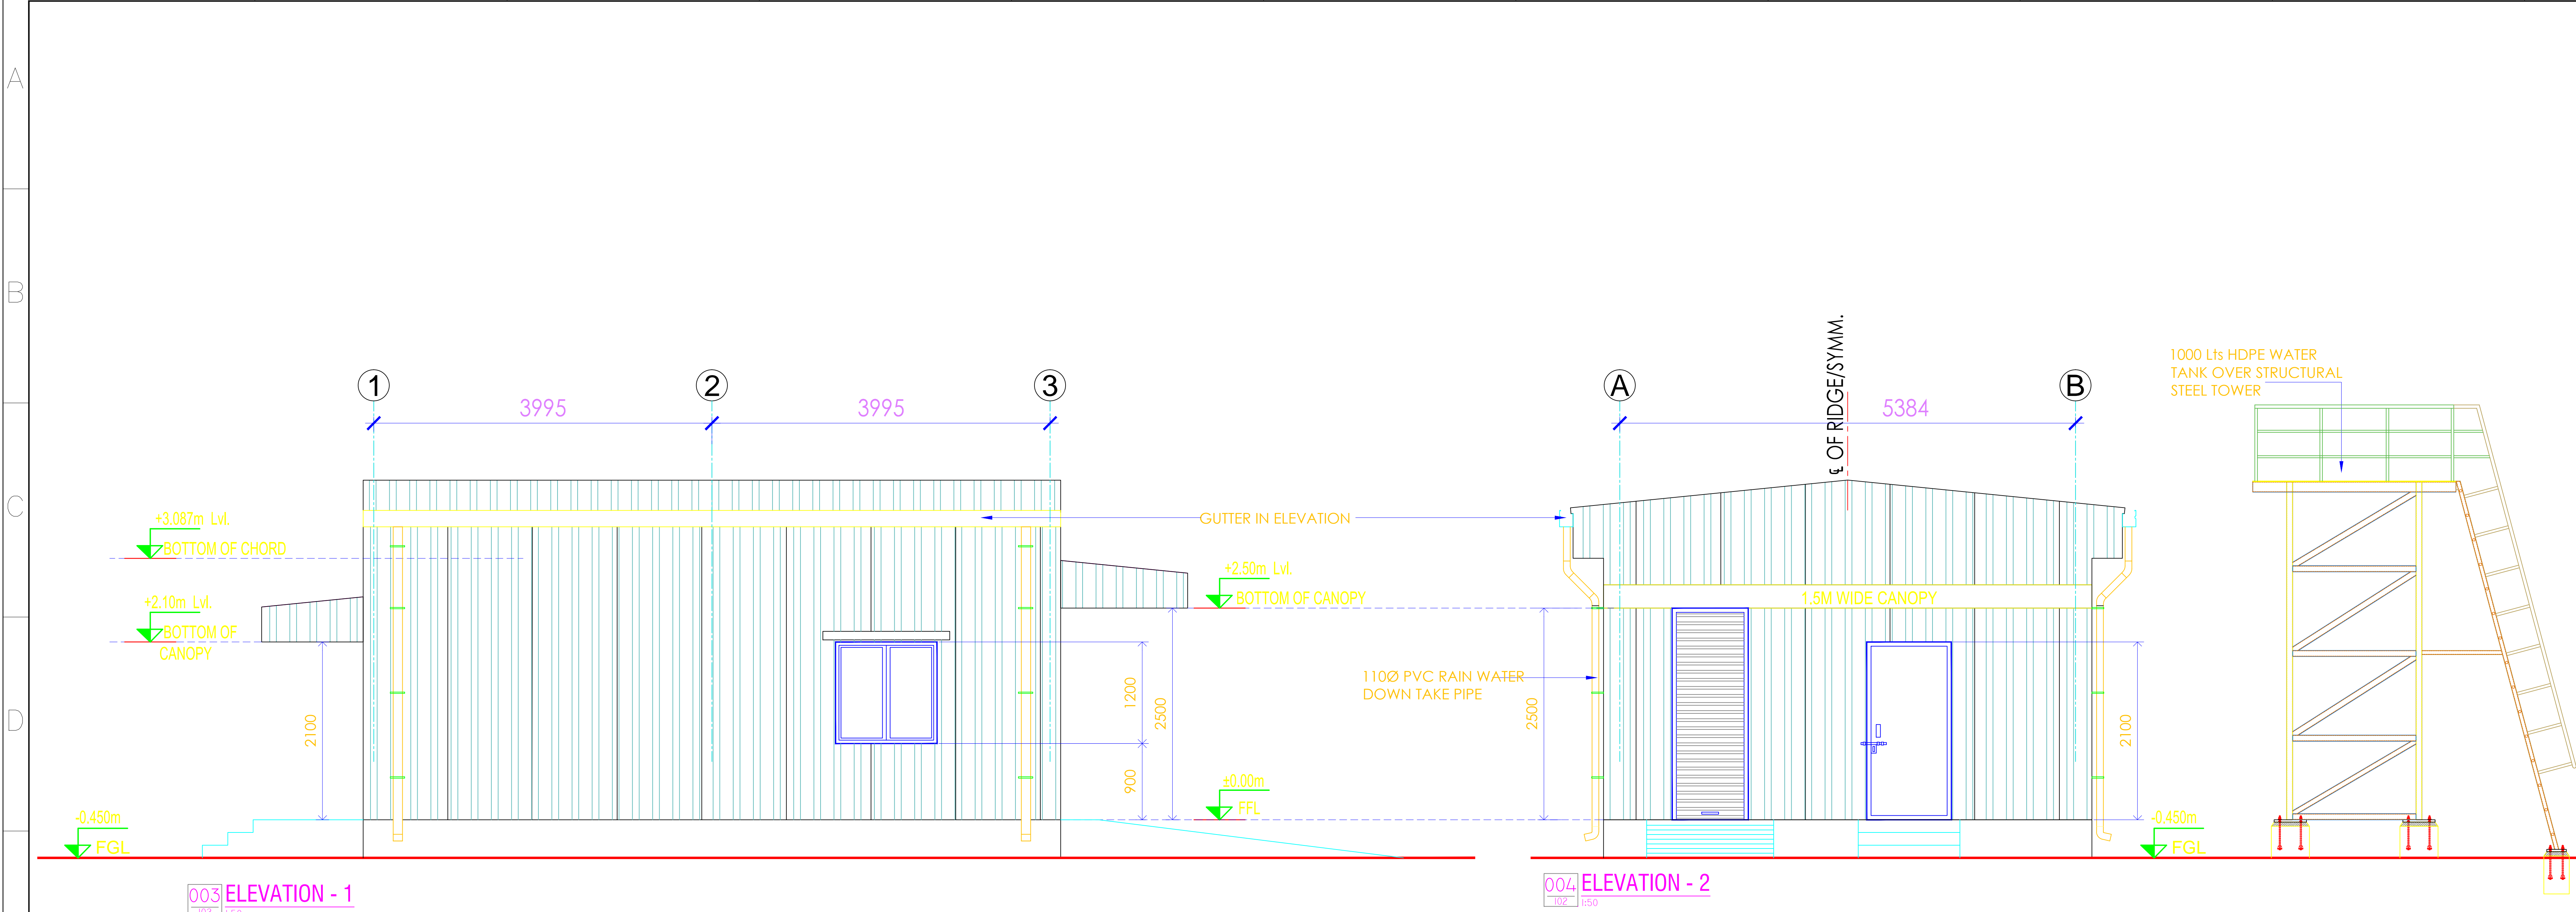 A
B
C
D
1
2
3
3995
3995
+3.087m Lvl.
BOTTOM OF CHORD
+2.10m Lvl.
BOTTOM OF
CANOPY
2100
1200
2500
900
-0.450m
FGL
003
ELEVATION - 1
GUTTER IN ELEVATION
+2.50m Lvl.
BOTTOM OF CANOPY
110Ø PVC RAIN WATER
DOWN TAKE PIPE
±0.00m
FFL
A
B
℄ OF RIDGE/SYMM.
5384
1.5M WIDE CANOPY
2500
2100
-0.450m
FGL
004
102
ELEVATION - 2
1:50
1000 Lts HDPE WATER
TANK OVER STRUCTURAL
STEEL TOWER